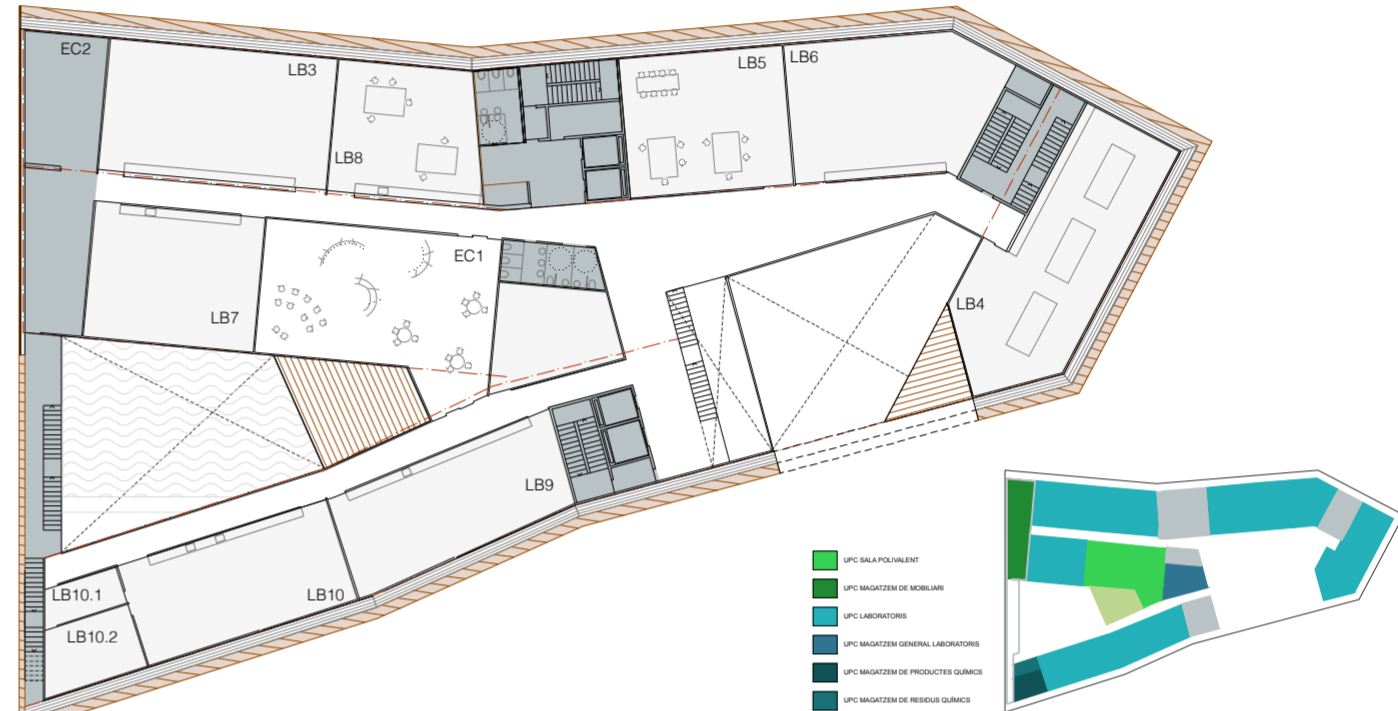 EC2
LB3
LB5
LB6
LB8
EC1
LB7
LB4
LB9
LB10.1
LB10
LB10.2
UPC SALA POLIVALENT
UPC MAGATZEM DE MOBILIARI
UPC LABORATORIS
UPC MAGATZEM GENERAL LABORATORIS
UPC MAGATZEM DE PRODUCTES QUÍMICS
UPC MAGATZEM DE RESIDUS QUÍMICS